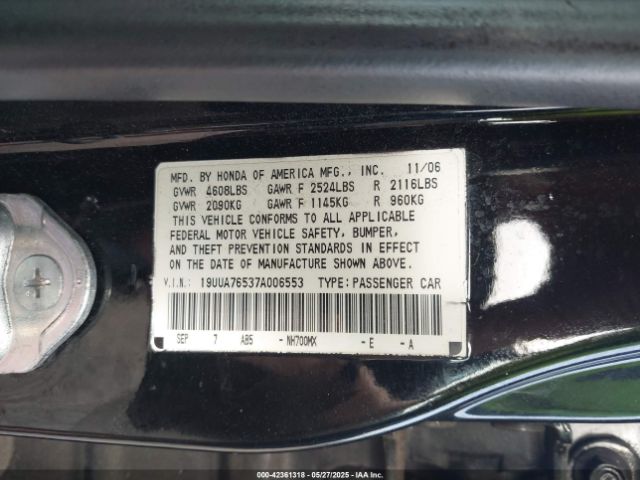 MFD. BY HONDA OF AMERICA MFG., INC. 11/06
GVWR 4608LBS GAWR F 2524LBS R 2116LBS
GVWR 2090KG GAWR F 1145KG R 960KG
THIS VEHICLE CONFORMS TO ALL APPLICABLE
FEDERAL MOTOR VEHICLE SAFETY, BUMPER,
AND THEFT PREVENTION STANDARDS IN EFFECT
ON THE DATE OF MANUFACTURE SHOWN ABOVE.
V.I.N.: 19UUA76537A006553 TYPE: PASSENGER CAR
SEP 7 AB5 -NH700MX -E -A
000-42361318 | 05/27/2025 | IAA, Inc.